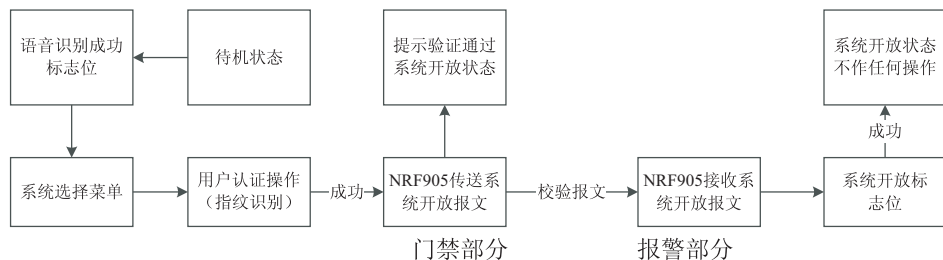 语音识别成功
标志位
待机状态
提示验证通过
系统开放状态
系统开放状态
不作任何操作
成功
系统选择菜单
用户认证操作
（指纹识别）
成功
NRF905传送系
统开放报文
校验报文
NRF905接收系
统开放报文
系统开放标
志位
门禁部分
报警部分